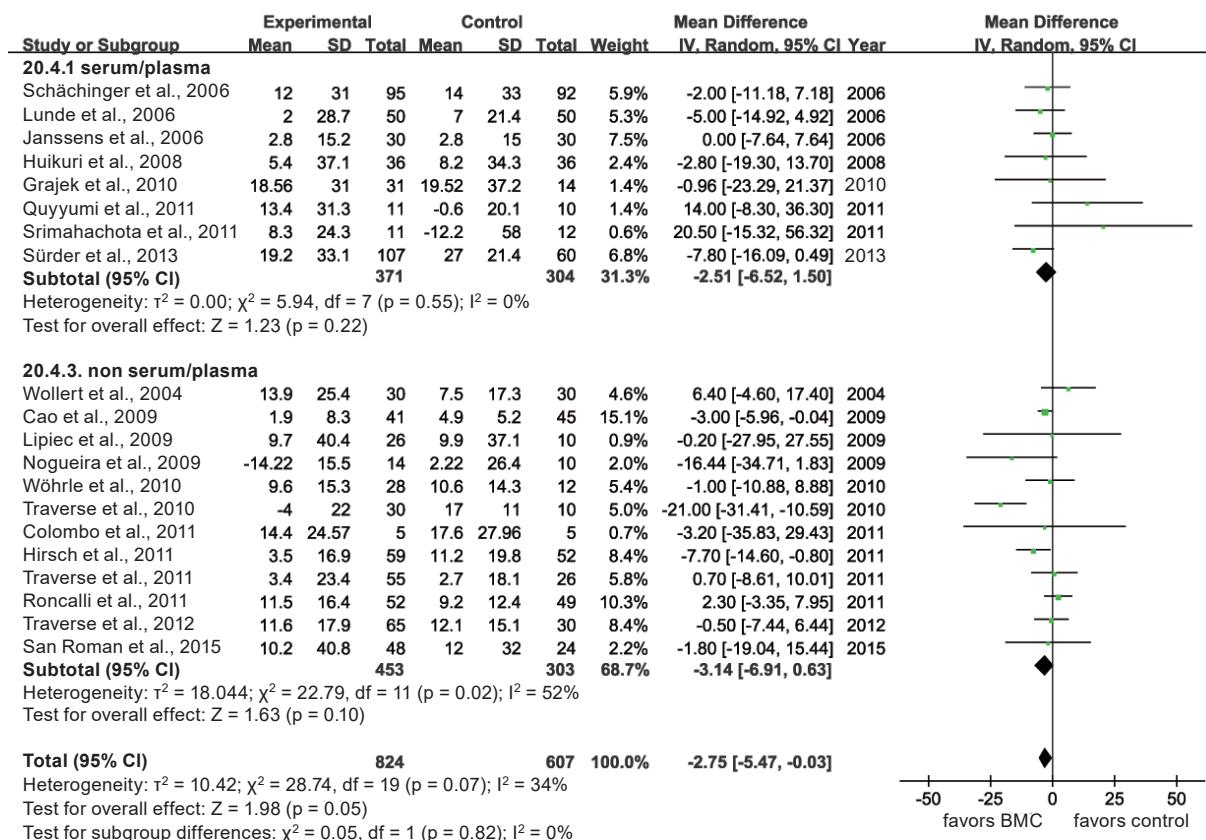 Experimental Control Mean Difference Mean Difference
Study or Subgroup Mean SD Total Mean SD Total Weight IV, Random, 95% CI Year IV, Random, 95% CI
20.4.1 serum/plasma
Schächinger et al., 2006 12 31 95 14 33 92 5.9% -2.00 [-11.18, 7.18] 2006
Lunde et al., 2006 2 28.7 50 7 21.4 50 5.3% -5.00 [-14.92, 4.92] 2006
Janssens et al., 2006 2.8 15.2 30 2.8 15 30 7.5% 0.00 [-7.64, 7.64] 2006
Huikuri et al., 2008 5.4 37.1 36 8.2 34.3 36 2.4% -2.80 [-19.30, 13.70] 2008
Grajek et al., 2010 18.56 31 31 19.52 37.2 14 1.4% -0.96 [-23.29, 21.37] 2010
Quyyumi et al., 2011 13.4 31.3 11 -0.6 20.1 10 1.4% 14.00 [-8.30, 36.30] 2011
Srimahachota et al., 2011 8.3 24.3 11 -12.2 58 12 0.6% 20.50 [-15.32, 56.32] 2011
Sürder et al., 2013 19.2 33.1 107 27 21.4 60 6.8% -7.80 [-16.09, 0.49] 2013
Subtotal (95% CI) 371 304 31.3% -2.51 [-6.52, 1.50]
Heterogeneity: τ² = 0.00; χ² = 5.94, df = 7 (p = 0.55); I² = 0%
Test for overall effect: Z = 1.23 (p = 0.22)
20.4.3. non serum/plasma
Wollert et al., 2004 13.9 25.4 30 7.5 17.3 30 4.6% 6.40 [-4.60, 17.40] 2004
Cao et al., 2009 1.9 8.3 41 4.9 5.2 45 15.1% -3.00 [-5.96, -0.04] 2009
Lipiec et al., 2009 9.7 40.4 26 9.9 37.1 10 0.9% -0.20 [-27.95, 27.55] 2009
Nogueira et al., 2009 -14.22 15.5 14 2.22 26.4 10 2.0% -16.44 [-34.71, 1.83] 2009
Wöhrle et al., 2010 9.6 15.3 28 10.6 14.3 12 5.4% -1.00 [-10.88, 8.88] 2010
Traverse et al., 2010 -4 22 30 17 11 10 5.0% -21.00 [-31.41, -10.59] 2010
Colombo et al., 2011 14.4 24.57 5 17.6 27.96 5 0.7% -3.20 [-35.83, 29.43] 2011
Hirsch et al., 2011 3.5 16.9 59 11.2 19.8 52 8.4% -7.70 [-14.60, -0.80] 2011
Traverse et al., 2011 3.4 23.4 55 2.7 18.1 26 5.8% 0.70 [-8.61, 10.01] 2011
Roncalli et al., 2011 11.5 16.4 52 9.2 12.4 49 10.3% 2.30 [-3.35, 7.95] 2011
Traverse et al., 2012 11.6 17.9 65 12.1 15.1 30 8.4% -0.50 [-7.44, 6.44] 2012
San Roman et al., 2015 10.2 40.8 48 12 32 24 2.2% -1.80 [-19.04, 15.44] 2015
Subtotal (95% CI) 453 303 68.7% -3.14 [-6.91, 0.63]
Heterogeneity: τ² = 18.044; χ² = 22.79, df = 11 (p = 0.02); I² = 52%
Test for overall effect: Z = 1.63 (p = 0.10)
Total (95% CI) 824 607 100.0% -2.75 [-5.47, -0.03]
Heterogeneity: τ² = 10.42; χ² = 28.74, df = 19 (p = 0.07); I² = 34%
Test for overall effect: Z = 1.98 (p = 0.05)
Test for subgroup differences: χ² = 0.05, df = 1 (p = 0.82); I² = 0%
-50 -25 0 25 50
favors BMC favors control